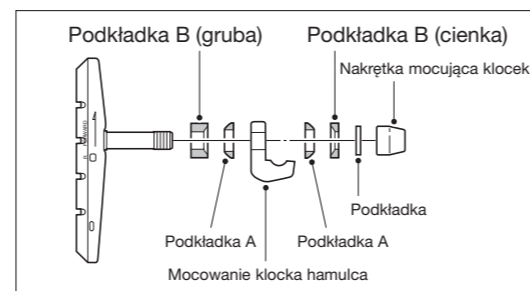 Podkładka B (gruba)
Podkładka B (cienka)
Nakrętka mocująca klocek
Podkładka
Podkładka A
Podkładka A
Mocowanie klocka hamulca